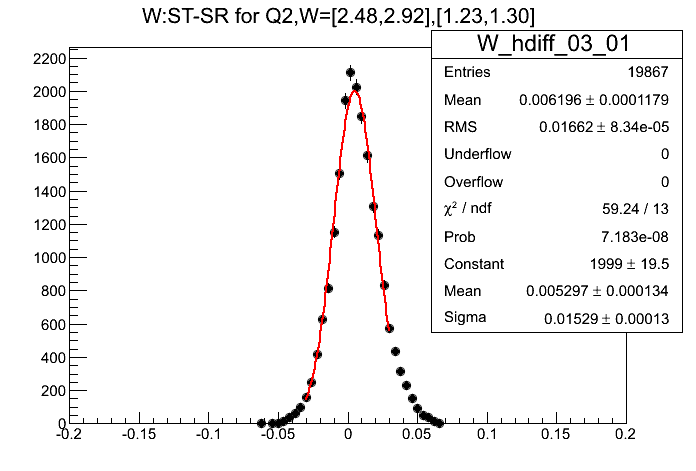 W:ST-SR for Q2,W=[2.48,2.92],[1.23,1.30]
W_hdiff_03_01
Entries 19867
Mean 0.006196 ± 0.0001179
RMS 0.01662 ± 8.34e-05
Underflow 0
Overflow 0
χ² / ndf 59.24 / 13
Prob 7.183e-08
Constant 1999 ± 19.5
Mean 0.005297 ± 0.000134
Sigma 0.01529 ± 0.00013
2200
2000
1800
1600
1400
1200
1000
800
600
400
200
0
-0.2 -0.15 -0.1 -0.05 0 0.05 0.1 0.15 0.2